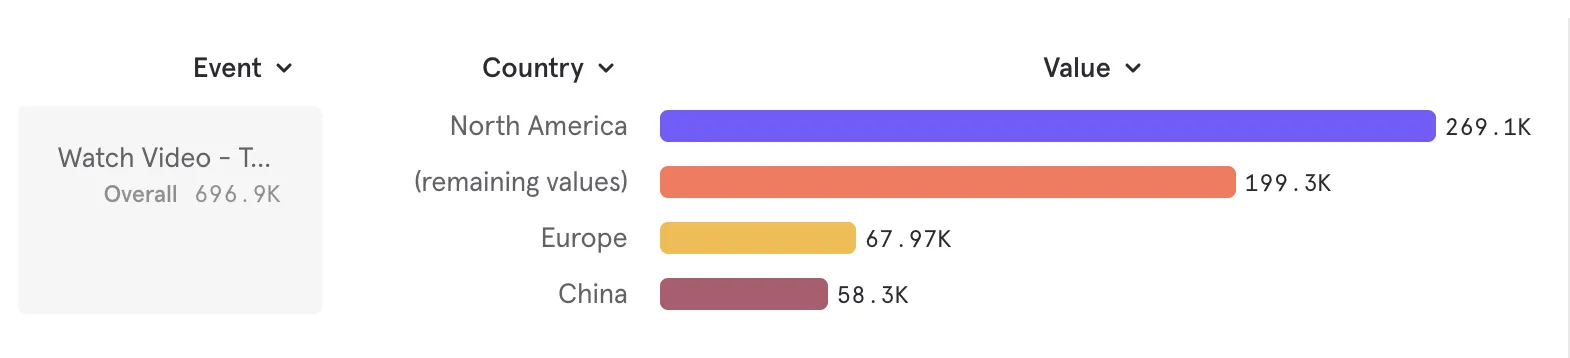 Event Country Value
Watch Video - T...
Overall 696.9K
North America 269.1K
(remaining values) 199.3K
Europe 67.97K
China 58.3K